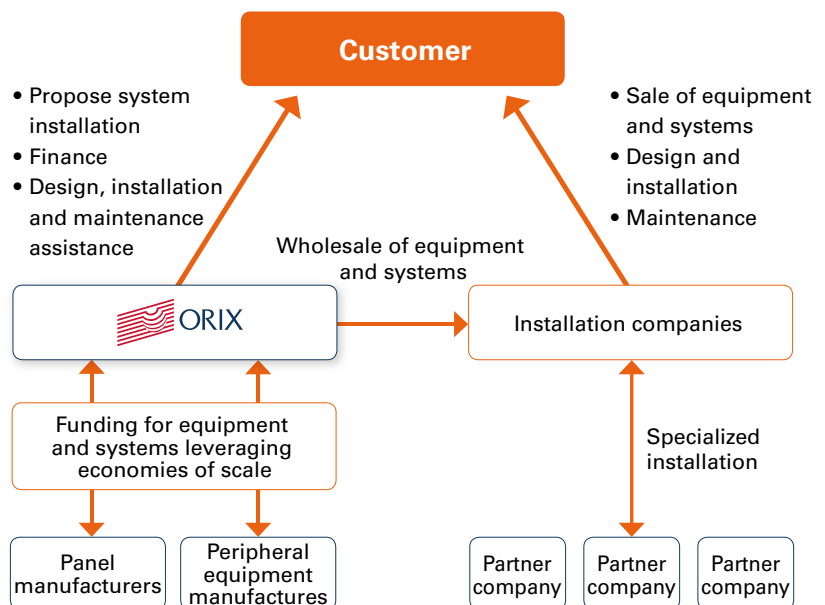 Customer
• Propose system
installation
• Finance
• Design, installation
and maintenance
assistance
• Sale of equipment
and systems
• Design and
installation
• Maintenance
Wholesale of equipment
and systems
ORIX
Installation companies
Funding for equipment
and systems leveraging
economies of scale
Specialized
installation
Panel
manufacturers
Peripheral
equipment
manufactures
Partner
company
Partner
company
Partner
company